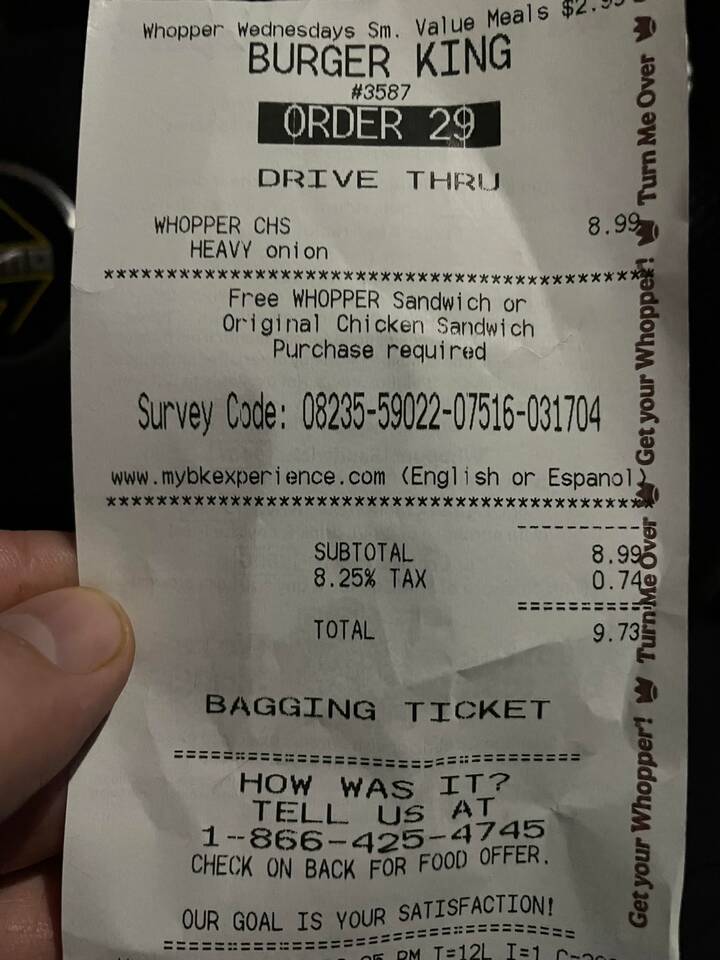 Whopper Wednesdays Sm. Value Meals
BURGER KING
#3587
ORDER 29
DRIVE THRU
WHOPPER CHS 8.99
HEAVY onion
*******************************************
Free WHOPPER Sandwich or
Original Chicken Sandwich
Purchase required
Survey Code: 08235-59022-07516-031704
www.mybkexperience.com (English or Espanol)
*******************************************
-----------
SUBTOTAL 8.99
8.25% TAX 0.74
===========
TOTAL 9.73
BAGGING TICKET
==================================
HOW WAS IT?
TELL US AT
1-866-425-4745
CHECK ON BACK FOR FOOD OFFER.
OUR GOAL IS YOUR SATISFACTION!
==================================
PM T=12L I=1
Get your Whopper! Turn Me Over Get your Whopper! Turn Me Over